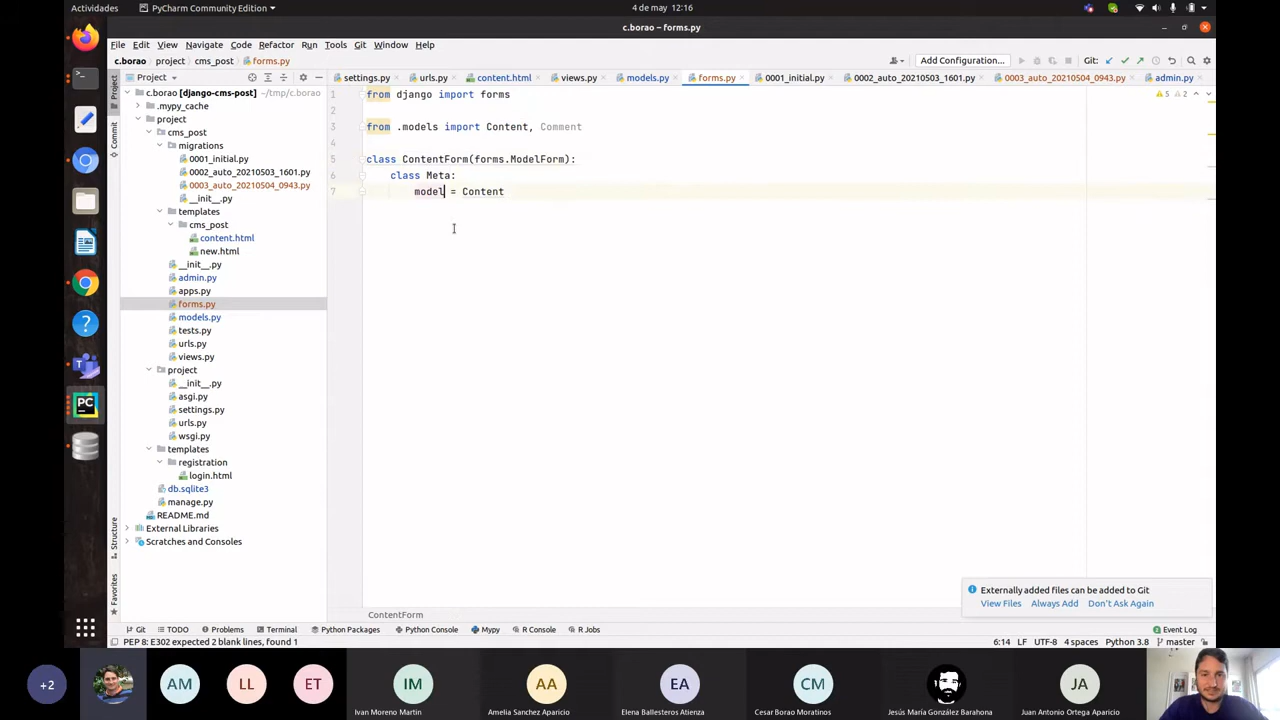 Actividades
PyCharm Community Edition
4 de may 12:16
c.borao – forms.py
File Edit View Navigate Code Refactor Run Tools Git Window Help
c.borao project cms_post forms.py
Add Configuration...
Git:
Project
settings.py urls.py content.html views.py models.py forms.py 0001_initial.py 0002_auto_20210503_1601.py 0003_auto_20210504_0943.py admin.py
Project
Commit
Structure
Favorites
c.borao [django-cms-post] ~/tmp/c.borao
.mypy_cache
project
cms_post
migrations
0001_initial.py
0002_auto_20210503_1601.py
0003_auto_20210504_0943.py
__init__.py
templates
cms_post
content.html
new.html
__init__.py
admin.py
apps.py
forms.py
models.py
tests.py
urls.py
views.py
project
__init__.py
asgi.py
settings.py
urls.py
wsgi.py
templates
registration
login.html
db.sqlite3
manage.py
README.md
External Libraries
Scratches and Consoles
5 2
1 from django import forms
2
3 from .models import Content, Comment
4
5 class ContentForm(forms.ModelForm):
6 class Meta:
7 model = Content
Externally added files can be added to Git
View Files Always Add Don't Ask Again
ContentForm
Git TODO Problems Terminal Python Packages Python Console Mypy R Console R Jobs Event Log
PEP 8: E302 expected 2 blank lines, found 1
6:14 LF UTF-8 4 spaces Python 3.8 master
PC
+2 AM LL ET IM AA EA CM JA
Ivan Moreno Martin
Amelia Sanchez Aparicio
Elena Ballesteros Atienza
Cesar Borao Moratinos
Jesús María González Barahona
Juan Antonio Ortega Aparicio